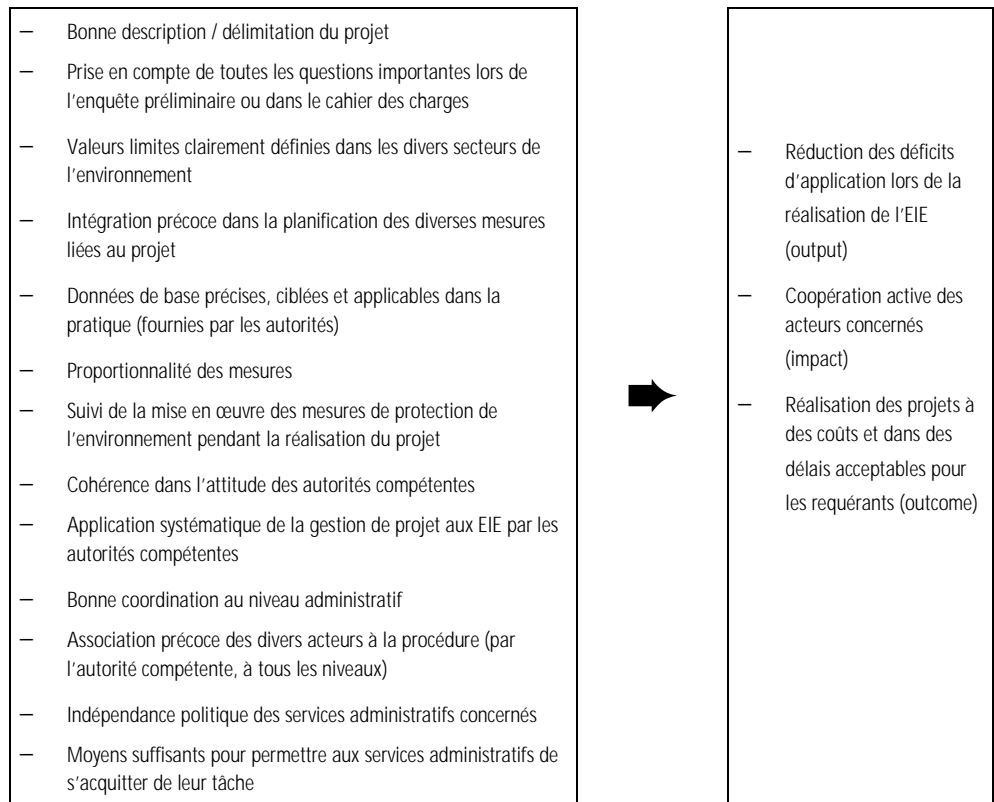 – Bonne description / délimitation du projet
– Prise en compte de toutes les questions importantes lors de
l'enquête préliminaire ou dans le cahier des charges
– Valeurs limites clairement définies dans les divers secteurs de
l'environnement
– Intégration précoce dans la planification des diverses mesures
liées au projet
– Données de base précises, ciblées et applicables dans la
pratique (fournies par les autorités)
– Proportionnalité des mesures
– Suivi de la mise en œuvre des mesures de protection de
l'environnement pendant la réalisation du projet
– Cohérence dans l'attitude des autorités compétentes
– Application systématique de la gestion de projet aux EIE par les
autorités compétentes
– Bonne coordination au niveau administratif
– Association précoce des divers acteurs à la procédure (par
l'autorité compétente, à tous les niveaux)
– Indépendance politique des services administratifs concernés
– Moyens suffisants pour permettre aux services administratifs de
s'acquitter de leur tâche
– Réduction des déficits
d'application lors de la
réalisation de l'EIE
(output)
– Coopération active des
acteurs concernés
(impact)
– Réalisation des projets à
des coûts et dans des
délais acceptables pour
les requérants (outcome)